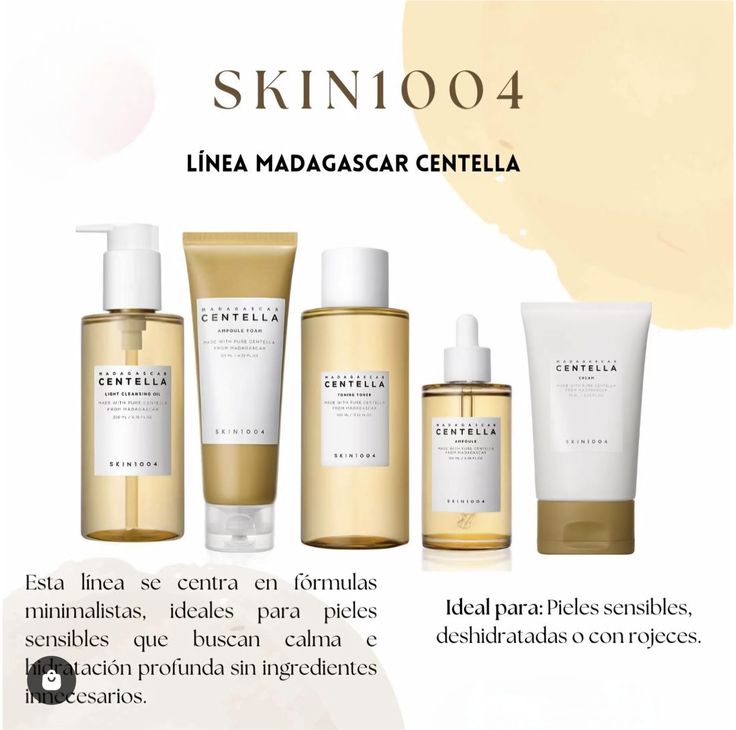 SKIN1004
LÍNEA MADAGASCAR CENTELLA
MADAGASCAR
CENTELLA
LIGHT CLEANSING OIL
MADE WITH PURE CENTELLA
FROM MADAGASCAR
SKIN1004
MADAGASCAR
CENTELLA
AMPOULE FOAM
MADE WITH PURE CENTELLA
FROM MADAGASCAR
SKIN1004
MADAGASCAR
CENTELLA
TONING TONER
MADE WITH PURE CENTELLA
FROM MADAGASCAR
SKIN1004
MADAGASCAR
CENTELLA
AMPOULE
MADE WITH PURE CENTELLA
FROM MADAGASCAR
SKIN1004
MADAGASCAR
CENTELLA
CREAM
MADE WITH PURE CENTELLA
FROM MADAGASCAR
SKIN1004
Esta línea se centra en fórmulas
minimalistas, ideales para pieles
sensibles que buscan calma e
hidratación profunda sin ingredientes
innecesarios.
Ideal para: Pieles sensibles,
deshidratadas o con rojeces.